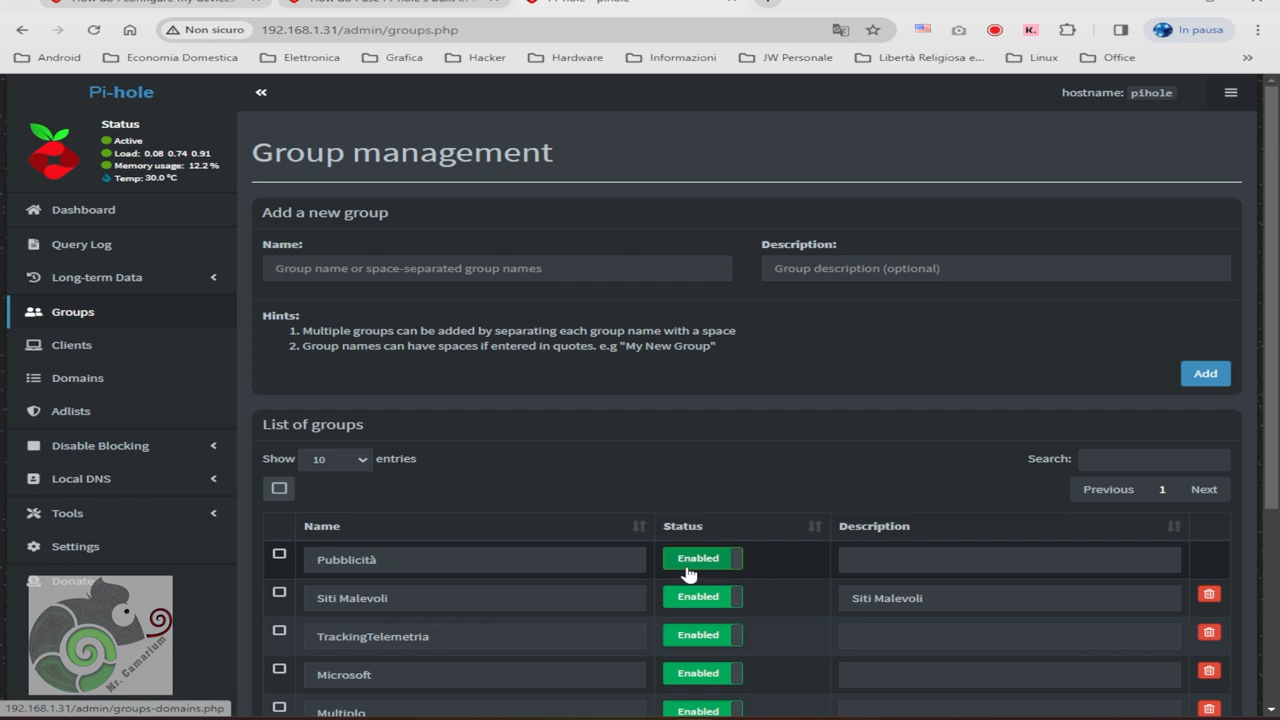 Non sicuro 192.168.1.31/admin/groups.php K. In pausa
Android Economia Domestica Elettronica Grafica Hacker Hardware Informazioni JW Personale Libertà Religiosa e... Linux Office »
Pi-hole
hostname: pihole
Status
Active
Load: 0.08 0.74 0.91
Memory usage: 12.2 %
Temp: 30.0 °C
Dashboard
Query Log
Long-term Data
Groups
Clients
Domains
Adlists
Disable Blocking
Local DNS
Tools
Settings
Donate
Mr. Camarium
192.168.1.31/admin/groups-domains.php
Group management
Add a new group
Name: Description:
Group name or space-separated group names Group description (optional)
Hints:
1. Multiple groups can be added by separating each group name with a space
2. Group names can have spaces if entered in quotes. e.g "My New Group"
Add
List of groups
Show 10 entries Search:
Previous 1 Next
Name Status Description
Pubblicità Enabled
Siti Malevoli Enabled Siti Malevoli
TrackingTelemetria Enabled
Microsoft Enabled
Multiplo Enabled